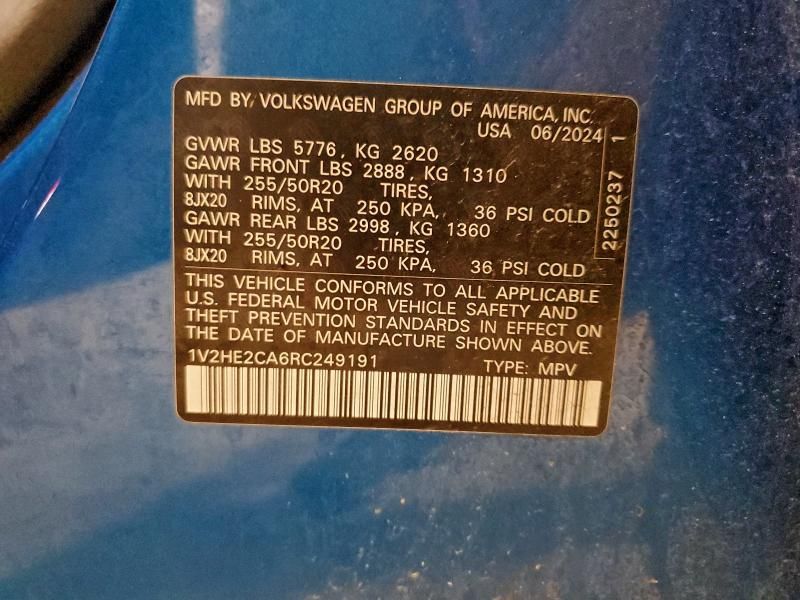 MFD BY VOLKSWAGEN GROUP OF AMERICA, INC.
USA 06/2024
GVWR LBS 5776, KG 2620
GAWR FRONT LBS 2888, KG 1310
WITH 255/50R20 TIRES,
8JX20 RIMS, AT 250 KPA, 36 PSI COLD
GAWR REAR LBS 2998, KG 1360
WITH 255/50R20 TIRES,
8JX20 RIMS, AT 250 KPA, 36 PSI COLD
THIS VEHICLE CONFORMS TO ALL APPLICABLE
U.S. FEDERAL MOTOR VEHICLE SAFETY AND
THEFT PREVENTION STANDARDS IN EFFECT ON
THE DATE OF MANUFACTURE SHOWN ABOVE.
1V2HE2CA6RC249191 TYPE: MPV
2250237 1